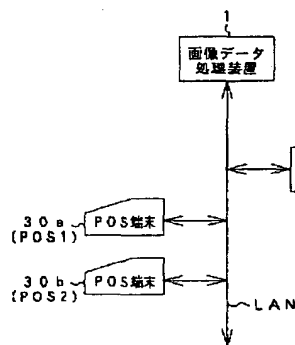 1
画像データ
処理装置
30a
(POS1)
POS端末
30b
(POS2)
POS端末
LAN